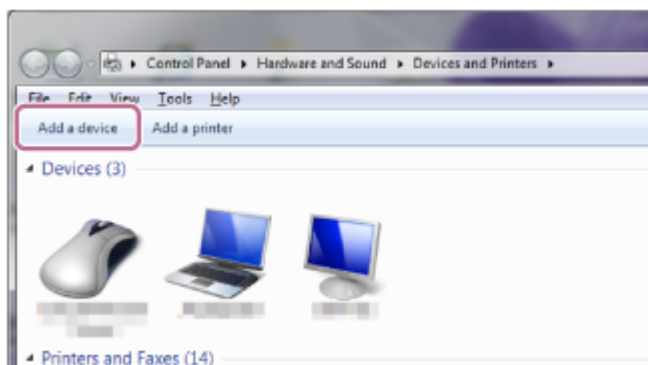 Control Panel ▸ Hardware and Sound ▸ Devices and Printers ▸
File Edit View Tools Help
Add a device Add a printer
Devices (3)
Printers and Faxes (14)